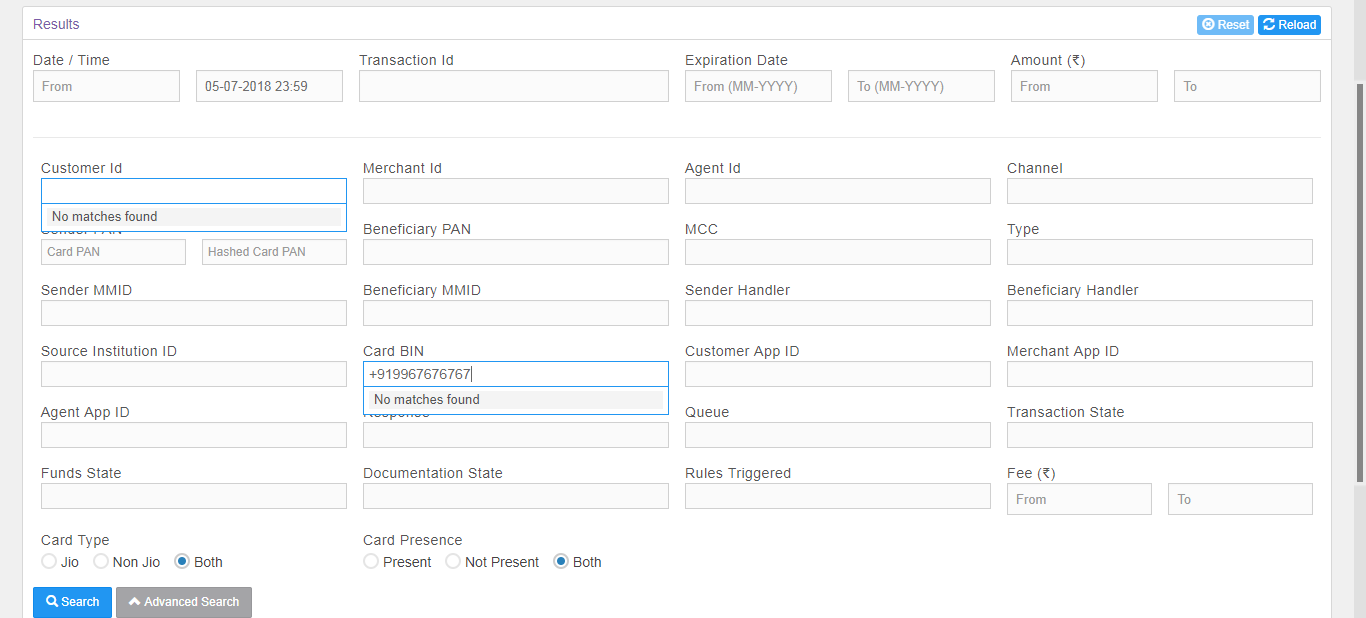 Results Reset Reload
Date / Time Transaction Id Expiration Date Amount (₹)
From 05-07-2018 23:59 From (MM-YYYY) To (MM-YYYY) From To
Customer Id Merchant Id Agent Id Channel
No matches found
Sender PAN Beneficiary PAN MCC Type
Card PAN Hashed Card PAN
Sender MMID Beneficiary MMID Sender Handler Beneficiary Handler
Source Institution ID Card BIN Customer App ID Merchant App ID
+919967676767
No matches found
Agent App ID Response Queue Transaction State
Funds State Documentation State Rules Triggered Fee (₹)
From To
Card Type Card Presence
Jio Non Jio Both Present Not Present Both
Search Advanced Search